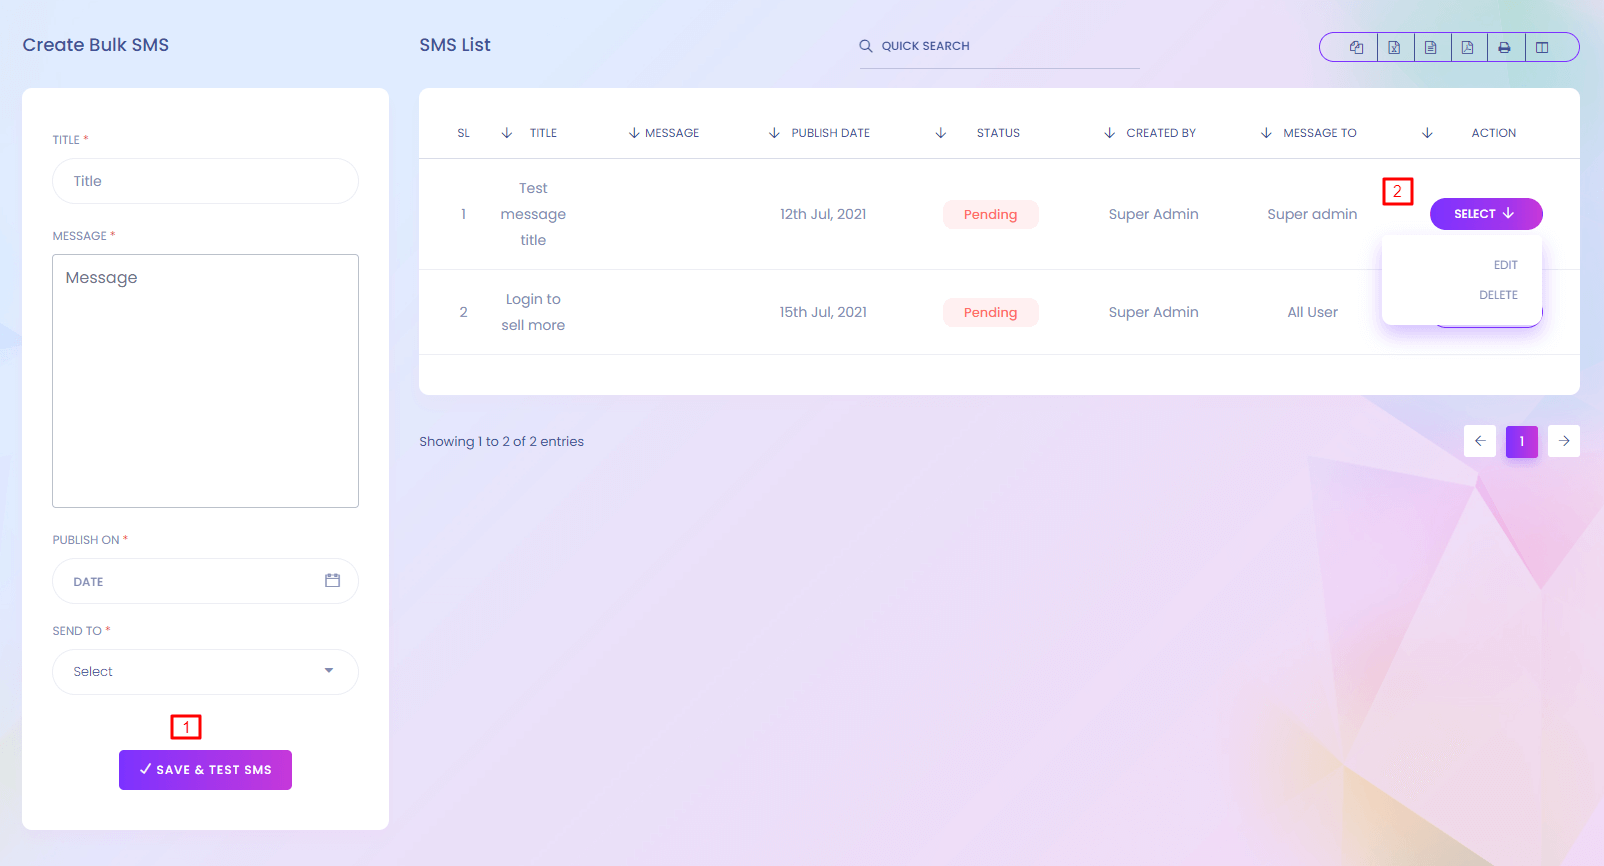 Create Bulk SMS
TITLE *
Title
MESSAGE *
Message
PUBLISH ON *
DATE
SEND TO *
Select
1
SAVE & TEST SMS
SMS List
QUICK SEARCH
SL TITLE MESSAGE PUBLISH DATE STATUS CREATED BY MESSAGE TO ACTION
2
1 Test message title 12th Jul, 2021 Pending Super Admin Super admin SELECT
EDIT
DELETE
2 Login to sell more 15th Jul, 2021 Pending Super Admin All User
Showing 1 to 2 of 2 entries
1